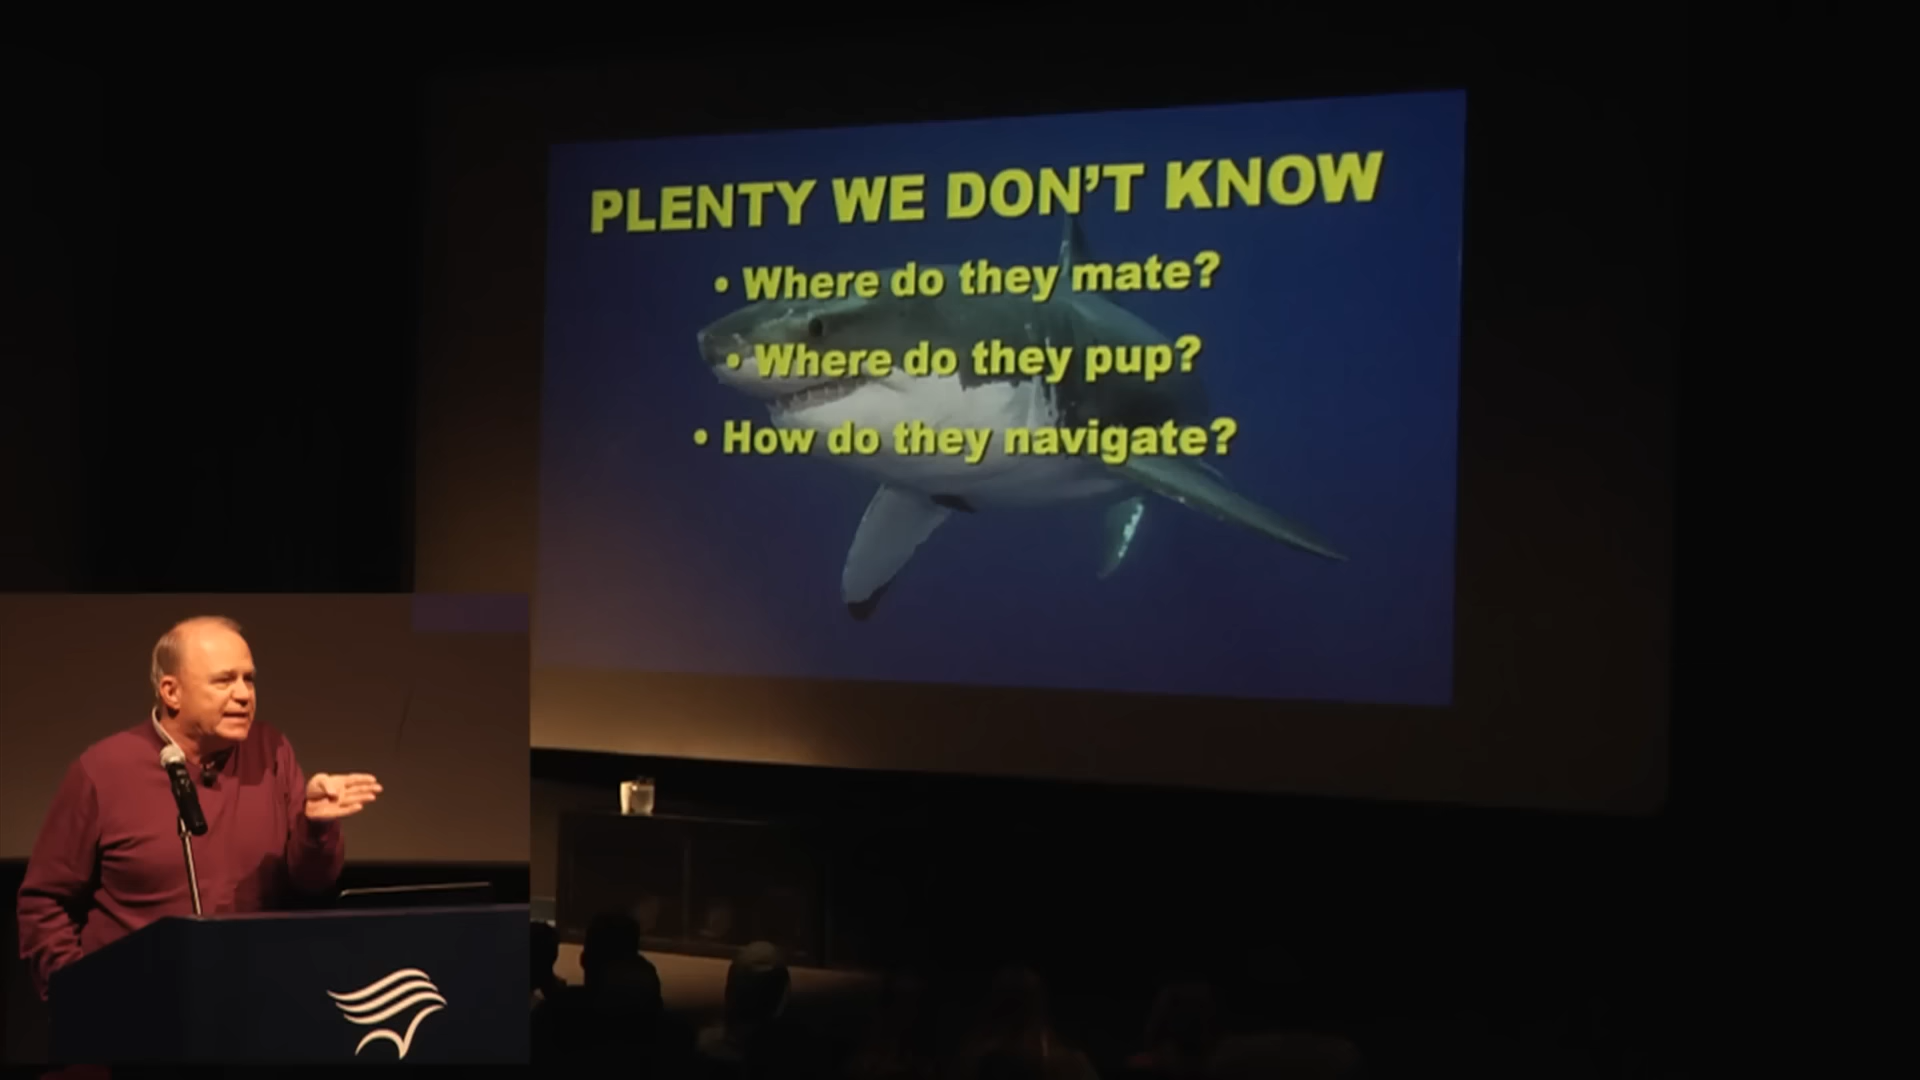 PLENTY WE DON'T KNOW
• Where do they mate?
• Where do they pup?
• How do they navigate?